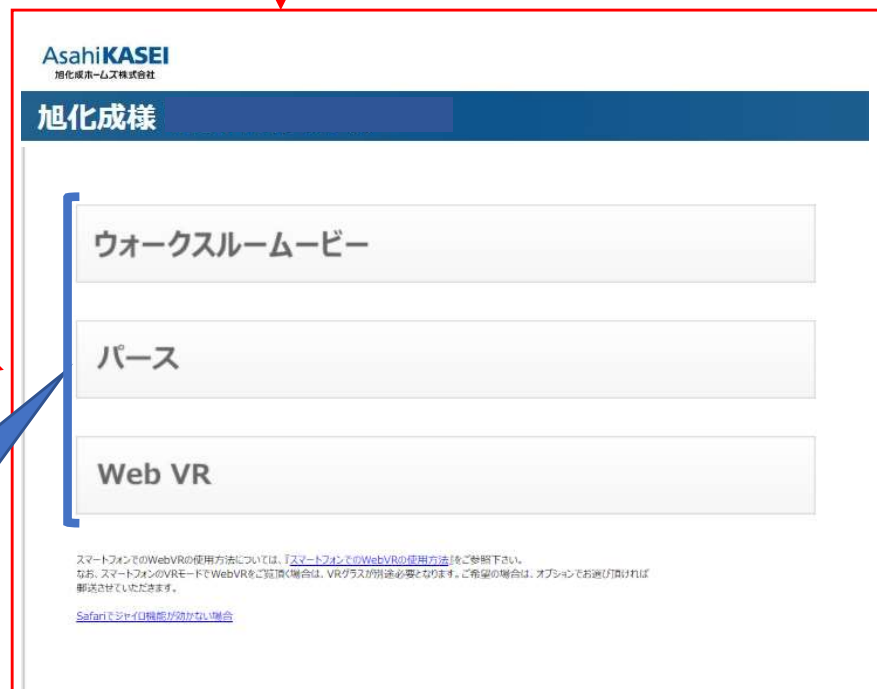 AsahiKASEI
旭化成ホームズ株式会社
旭化成様
ウォークスルームービー
パース
Web VR
スマートフォンでのWebVRの使用方法については、『スマートフォンでのWebVRの使用方法』をご参照下さい。
なお、スマートフォンのVRモードでWebVRをご覧頂く場合は、VRグラスが別途必要となります。ご希望の場合は、オプションでお選び頂ければ
郵送させていただきます。
Safariでジャイロ機能が効かない場合